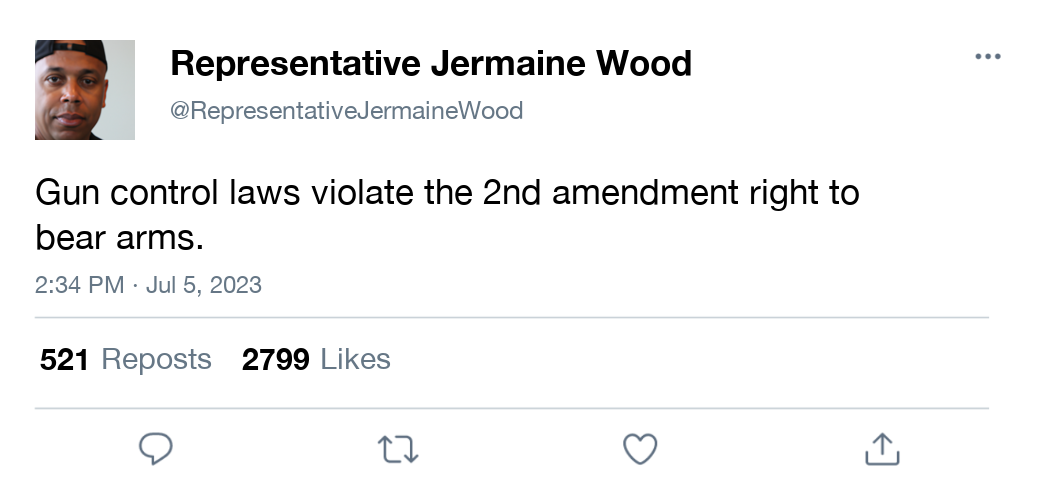 Representative Jermaine Wood
@RepresentativeJermaineWood
Gun control laws violate the 2nd amendment right to
bear arms.
2:34 PM · Jul 5, 2023
521 Reposts 2799 Likes